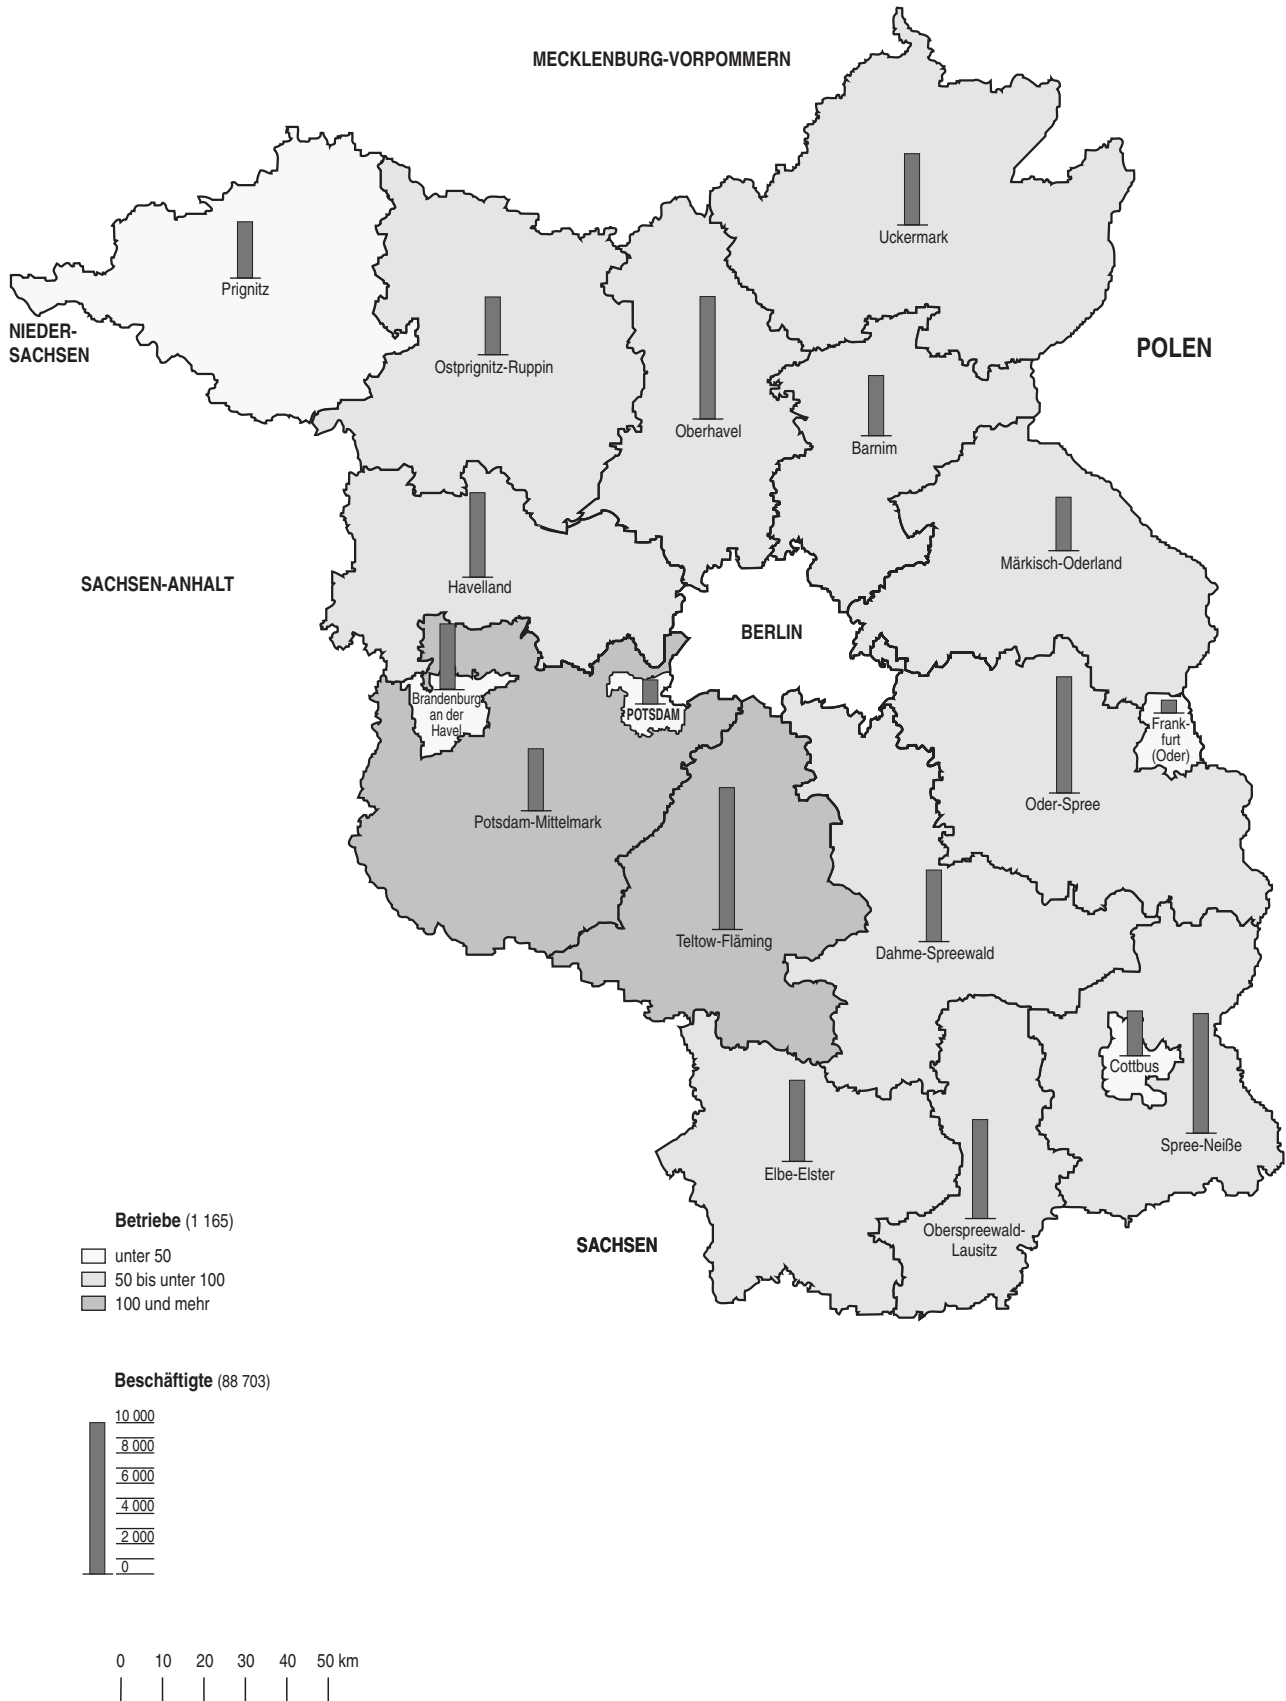 MECKLENBURG-VORPOMMERN
Uckermark
Prignitz
NIEDER-
SACHSEN
POLEN
Ostprignitz-Ruppin
Oberhavel
Barnim
Märkisch-Oderland
SACHSEN-ANHALT
Havelland
BERLIN
Brandenburg
an der
Havel
POTSDAM
Frank-
furt
(Oder)
Potsdam-Mittelmark
Oder-Spree
Teltow-Fläming
Dahme-Spreewald
Cottbus
Spree-Neiße
Elbe-Elster
Oberspreewald-
Lausitz
SACHSEN
Betriebe (1 165)
unter 50
50 bis unter 100
100 und mehr
Beschäftigte (88 703)
10 000
8 000
6 000
4 000
2 000
0
0 10 20 30 40 50 km